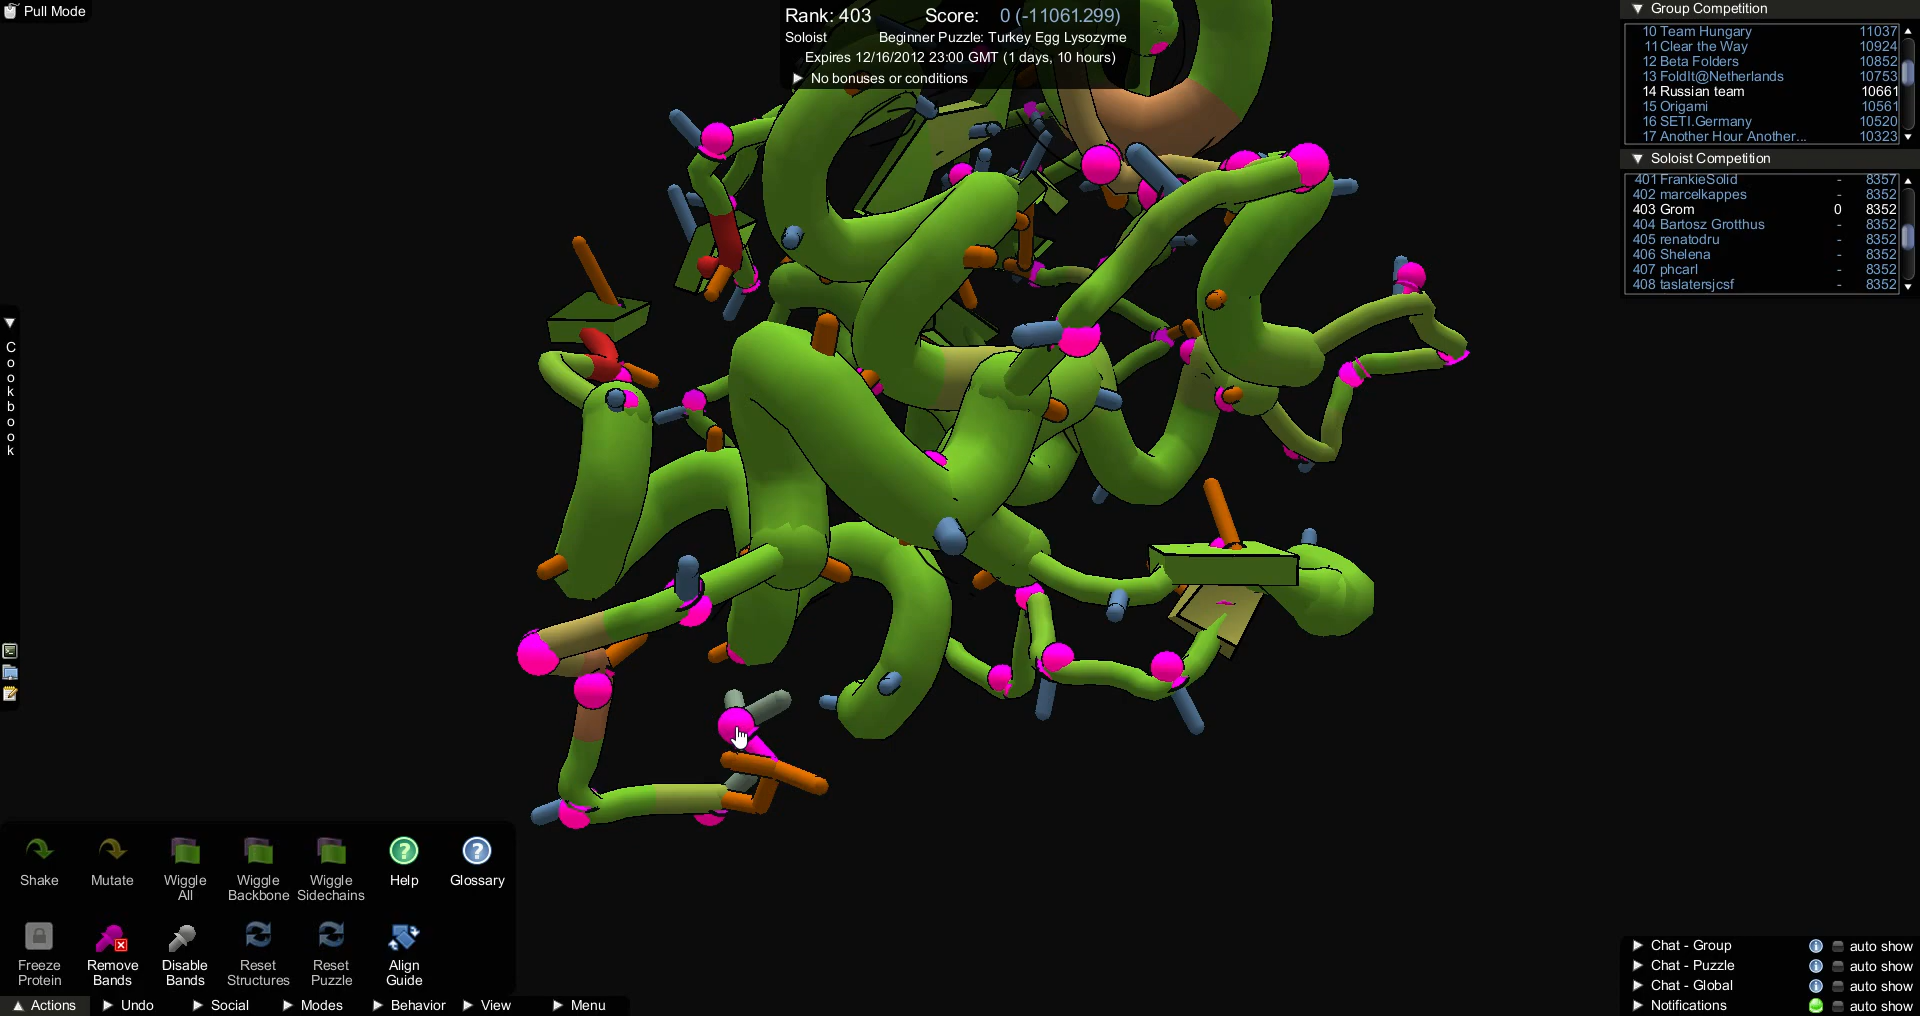 Pull Mode
Rank: 403 Score: 0 (-11061.299)
Soloist Beginner Puzzle: Turkey Egg Lysozyme
Expires 12/16/2012 23:00 GMT (1 days, 10 hours)
No bonuses or conditions
Group Competition
10 Team Hungary 11037
11 Clear the Way 10924
12 Beta Folders 10852
13 FoldIt@Netherlands 10753
14 Russian team 10661
15 Origami 10561
16 SETI.Germany 10520
17 Another Hour Another... 10323
Soloist Competition
401 FrankieSolid - 8357
402 marcelkappes - 8352
403 Grom 0 8352
404 Bartosz Grotthus - 8352
405 renatodru - 8352
406 Shelena - 8352
407 phcarl - 8352
408 taslatersjcsf - 8352
Cookbook
Shake Mutate Wiggle All Wiggle Backbone Wiggle Sidechains Help Glossary
Freeze Protein Remove Bands Disable Bands Reset Structures Reset Puzzle Align Guide
Actions Undo Social Modes Behavior View Menu
Chat - Group auto show
Chat - Puzzle auto show
Chat - Global auto show
Notifications auto show